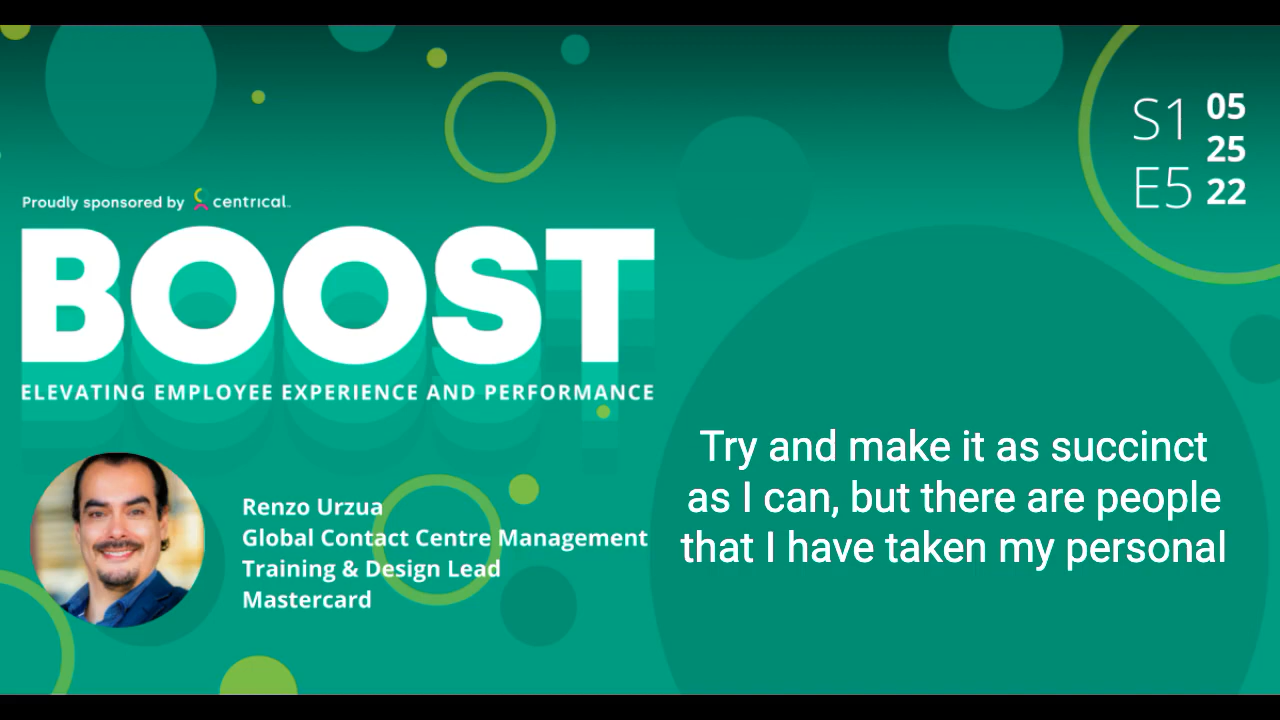 S1 05
25
E5 22
Proudly sponsored by centrical
BOOST
ELEVATING EMPLOYEE EXPERIENCE AND PERFORMANCE
Try and make it as succinct
as I can, but there are people
that I have taken my personal
Renzo Urzua
Global Contact Centre Management
Training & Design Lead
Mastercard